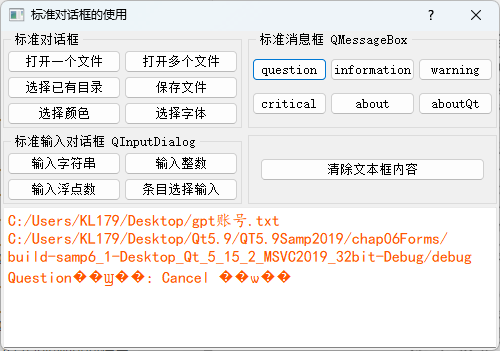 标准对话框的使用
标准对话框
打开一个文件 打开多个文件
选择已有目录 保存文件
选择颜色 选择字体
标准消息框 QMessageBox
question information warning
critical about aboutQt
标准输入对话框 QInputDialog
输入字符串 输入整数
输入浮点数 条目选择输入
清除文本框内容
C:/Users/KL179/Desktop/gpt账号.txt
C:/Users/KL179/Desktop/Qt5.9/QT5.9Samp2019/chap06Forms/
build-samp6_1-Desktop_Qt_5_15_2_MSVC2019_32bit-Debug/debug
Question��Ϣ��: Cancel ��ѡ��